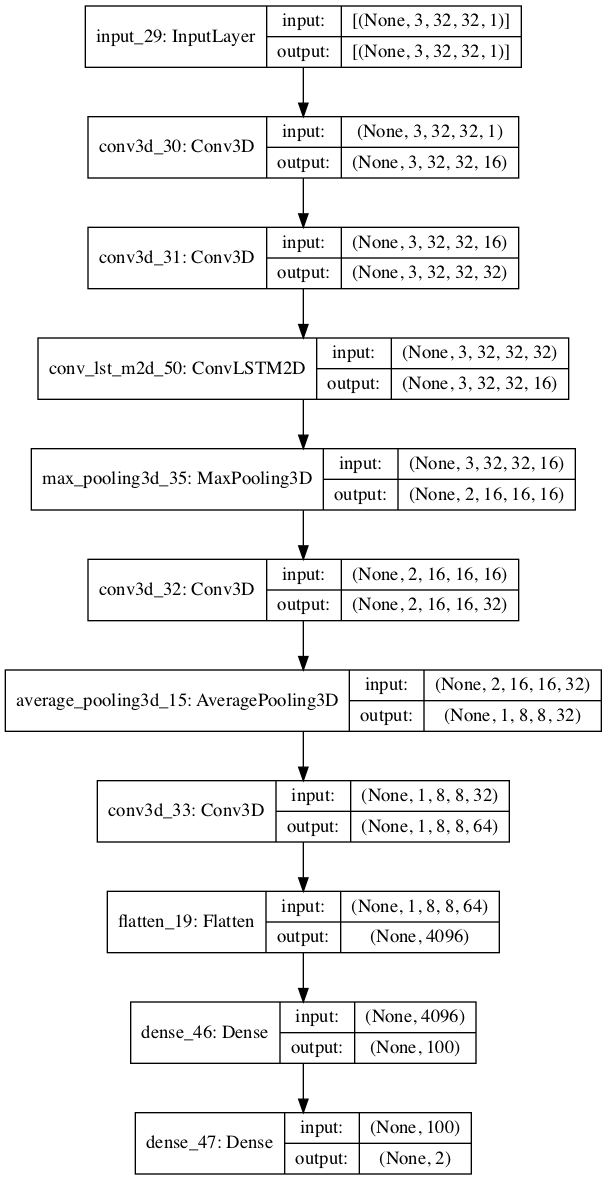 input_29: InputLayer
input: [(None, 3, 32, 32, 1)]
output: [(None, 3, 32, 32, 1)]
conv3d_30: Conv3D
input: (None, 3, 32, 32, 1)
output: (None, 3, 32, 32, 16)
conv3d_31: Conv3D
input: (None, 3, 32, 32, 16)
output: (None, 3, 32, 32, 32)
conv_lst_m2d_50: ConvLSTM2D
input: (None, 3, 32, 32, 32)
output: (None, 3, 32, 32, 16)
max_pooling3d_35: MaxPooling3D
input: (None, 3, 32, 32, 16)
output: (None, 2, 16, 16, 16)
conv3d_32: Conv3D
input: (None, 2, 16, 16, 16)
output: (None, 2, 16, 16, 32)
average_pooling3d_15: AveragePooling3D
input: (None, 2, 16, 16, 32)
output: (None, 1, 8, 8, 32)
conv3d_33: Conv3D
input: (None, 1, 8, 8, 32)
output: (None, 1, 8, 8, 64)
flatten_19: Flatten
input: (None, 1, 8, 8, 64)
output: (None, 4096)
dense_46: Dense
input: (None, 4096)
output: (None, 100)
dense_47: Dense
input: (None, 100)
output: (None, 2)